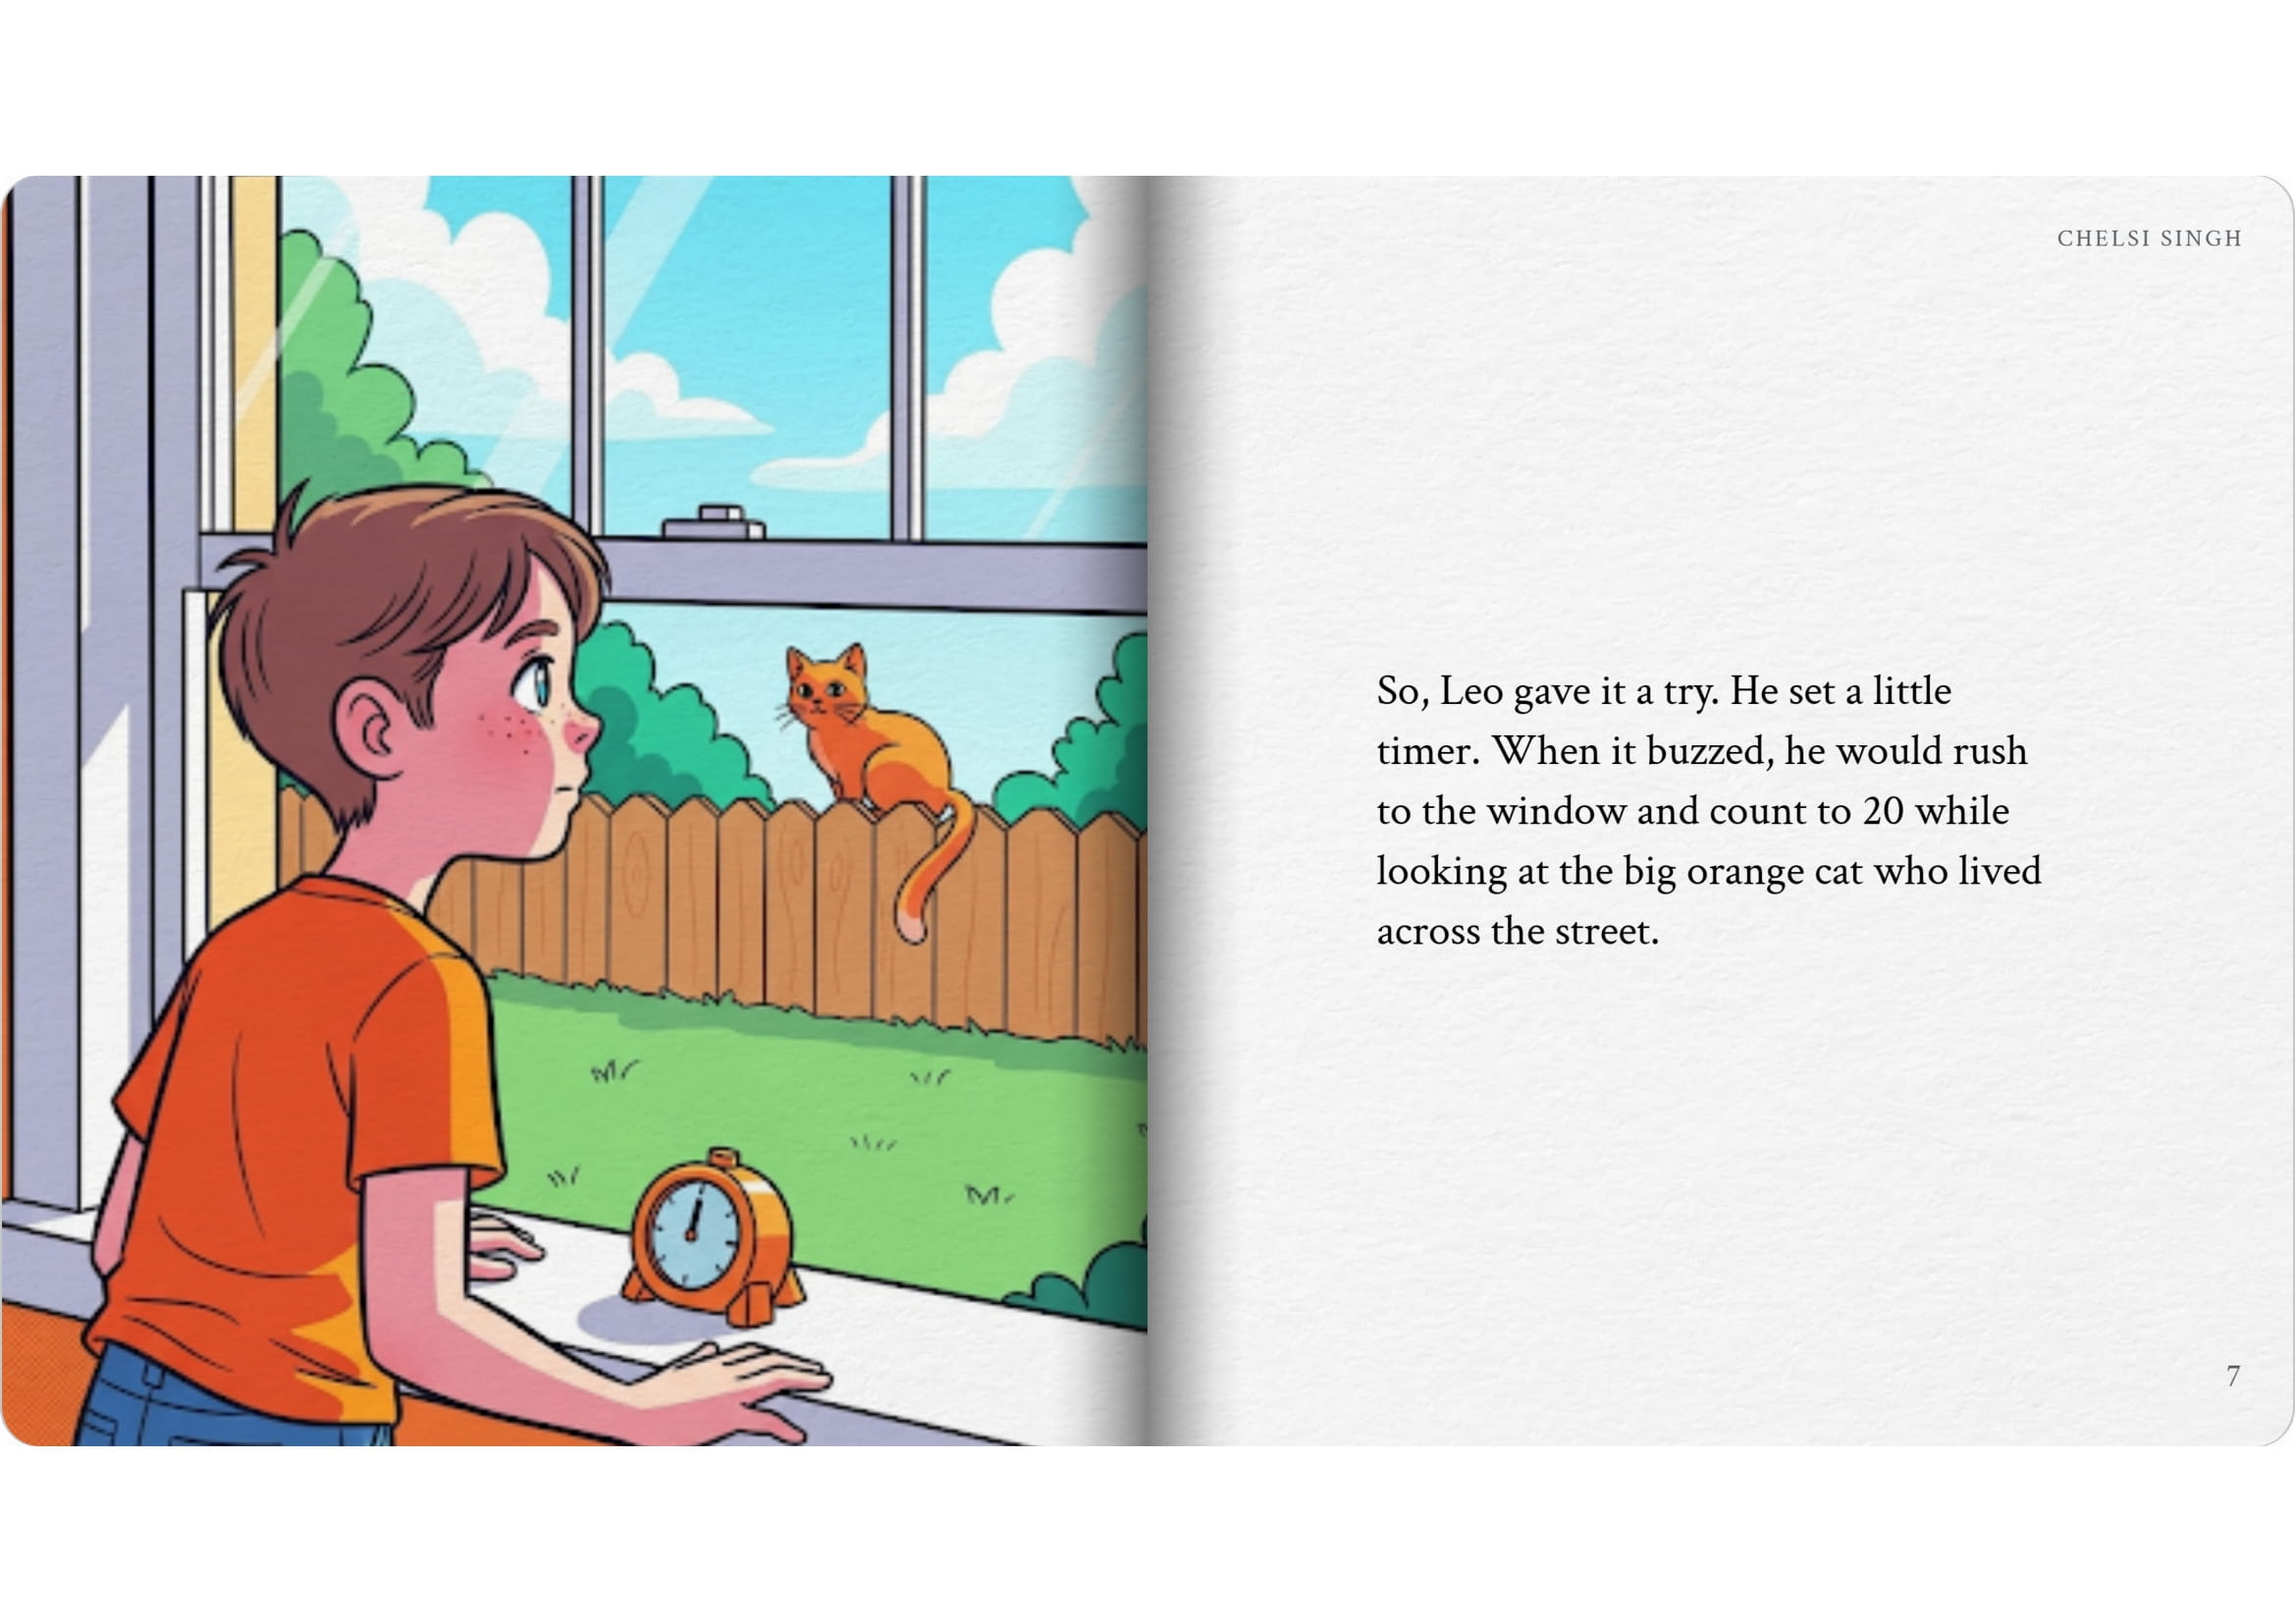 CHELSI SINGH
So, Leo gave it a try. He set a little
timer. When it buzzed, he would rush
to the window and count to 20 while
looking at the big orange cat who lived
across the street.
7